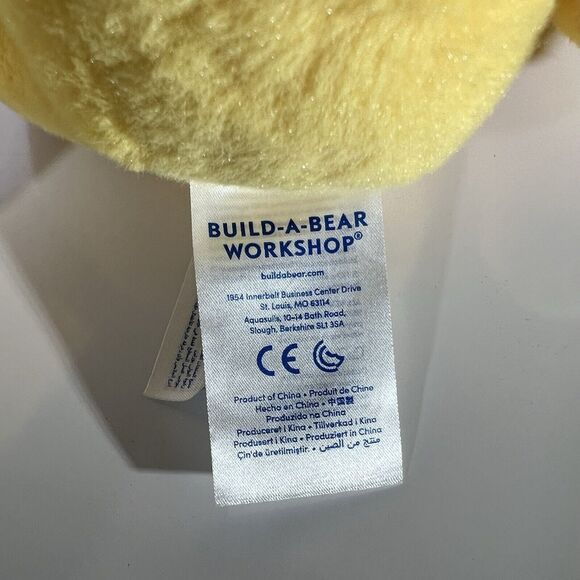 BUILD-A-BEAR
WORKSHOP®
buildabear.com
1954 Innerbelt Business Center Drive
St. Louis, MO 63114
Aquasulis, 10-14 Bath Road,
Slough, Berkshire SL1 3SA
CE
Product of China • Produit de Chine
Hecho en China • 中国製
Produzido na China
Produceret i Kina • Tillverkad i Kina
Produsert i Kina • Produziert in China
Çin'de üretilmiştir. • منتج من الصين